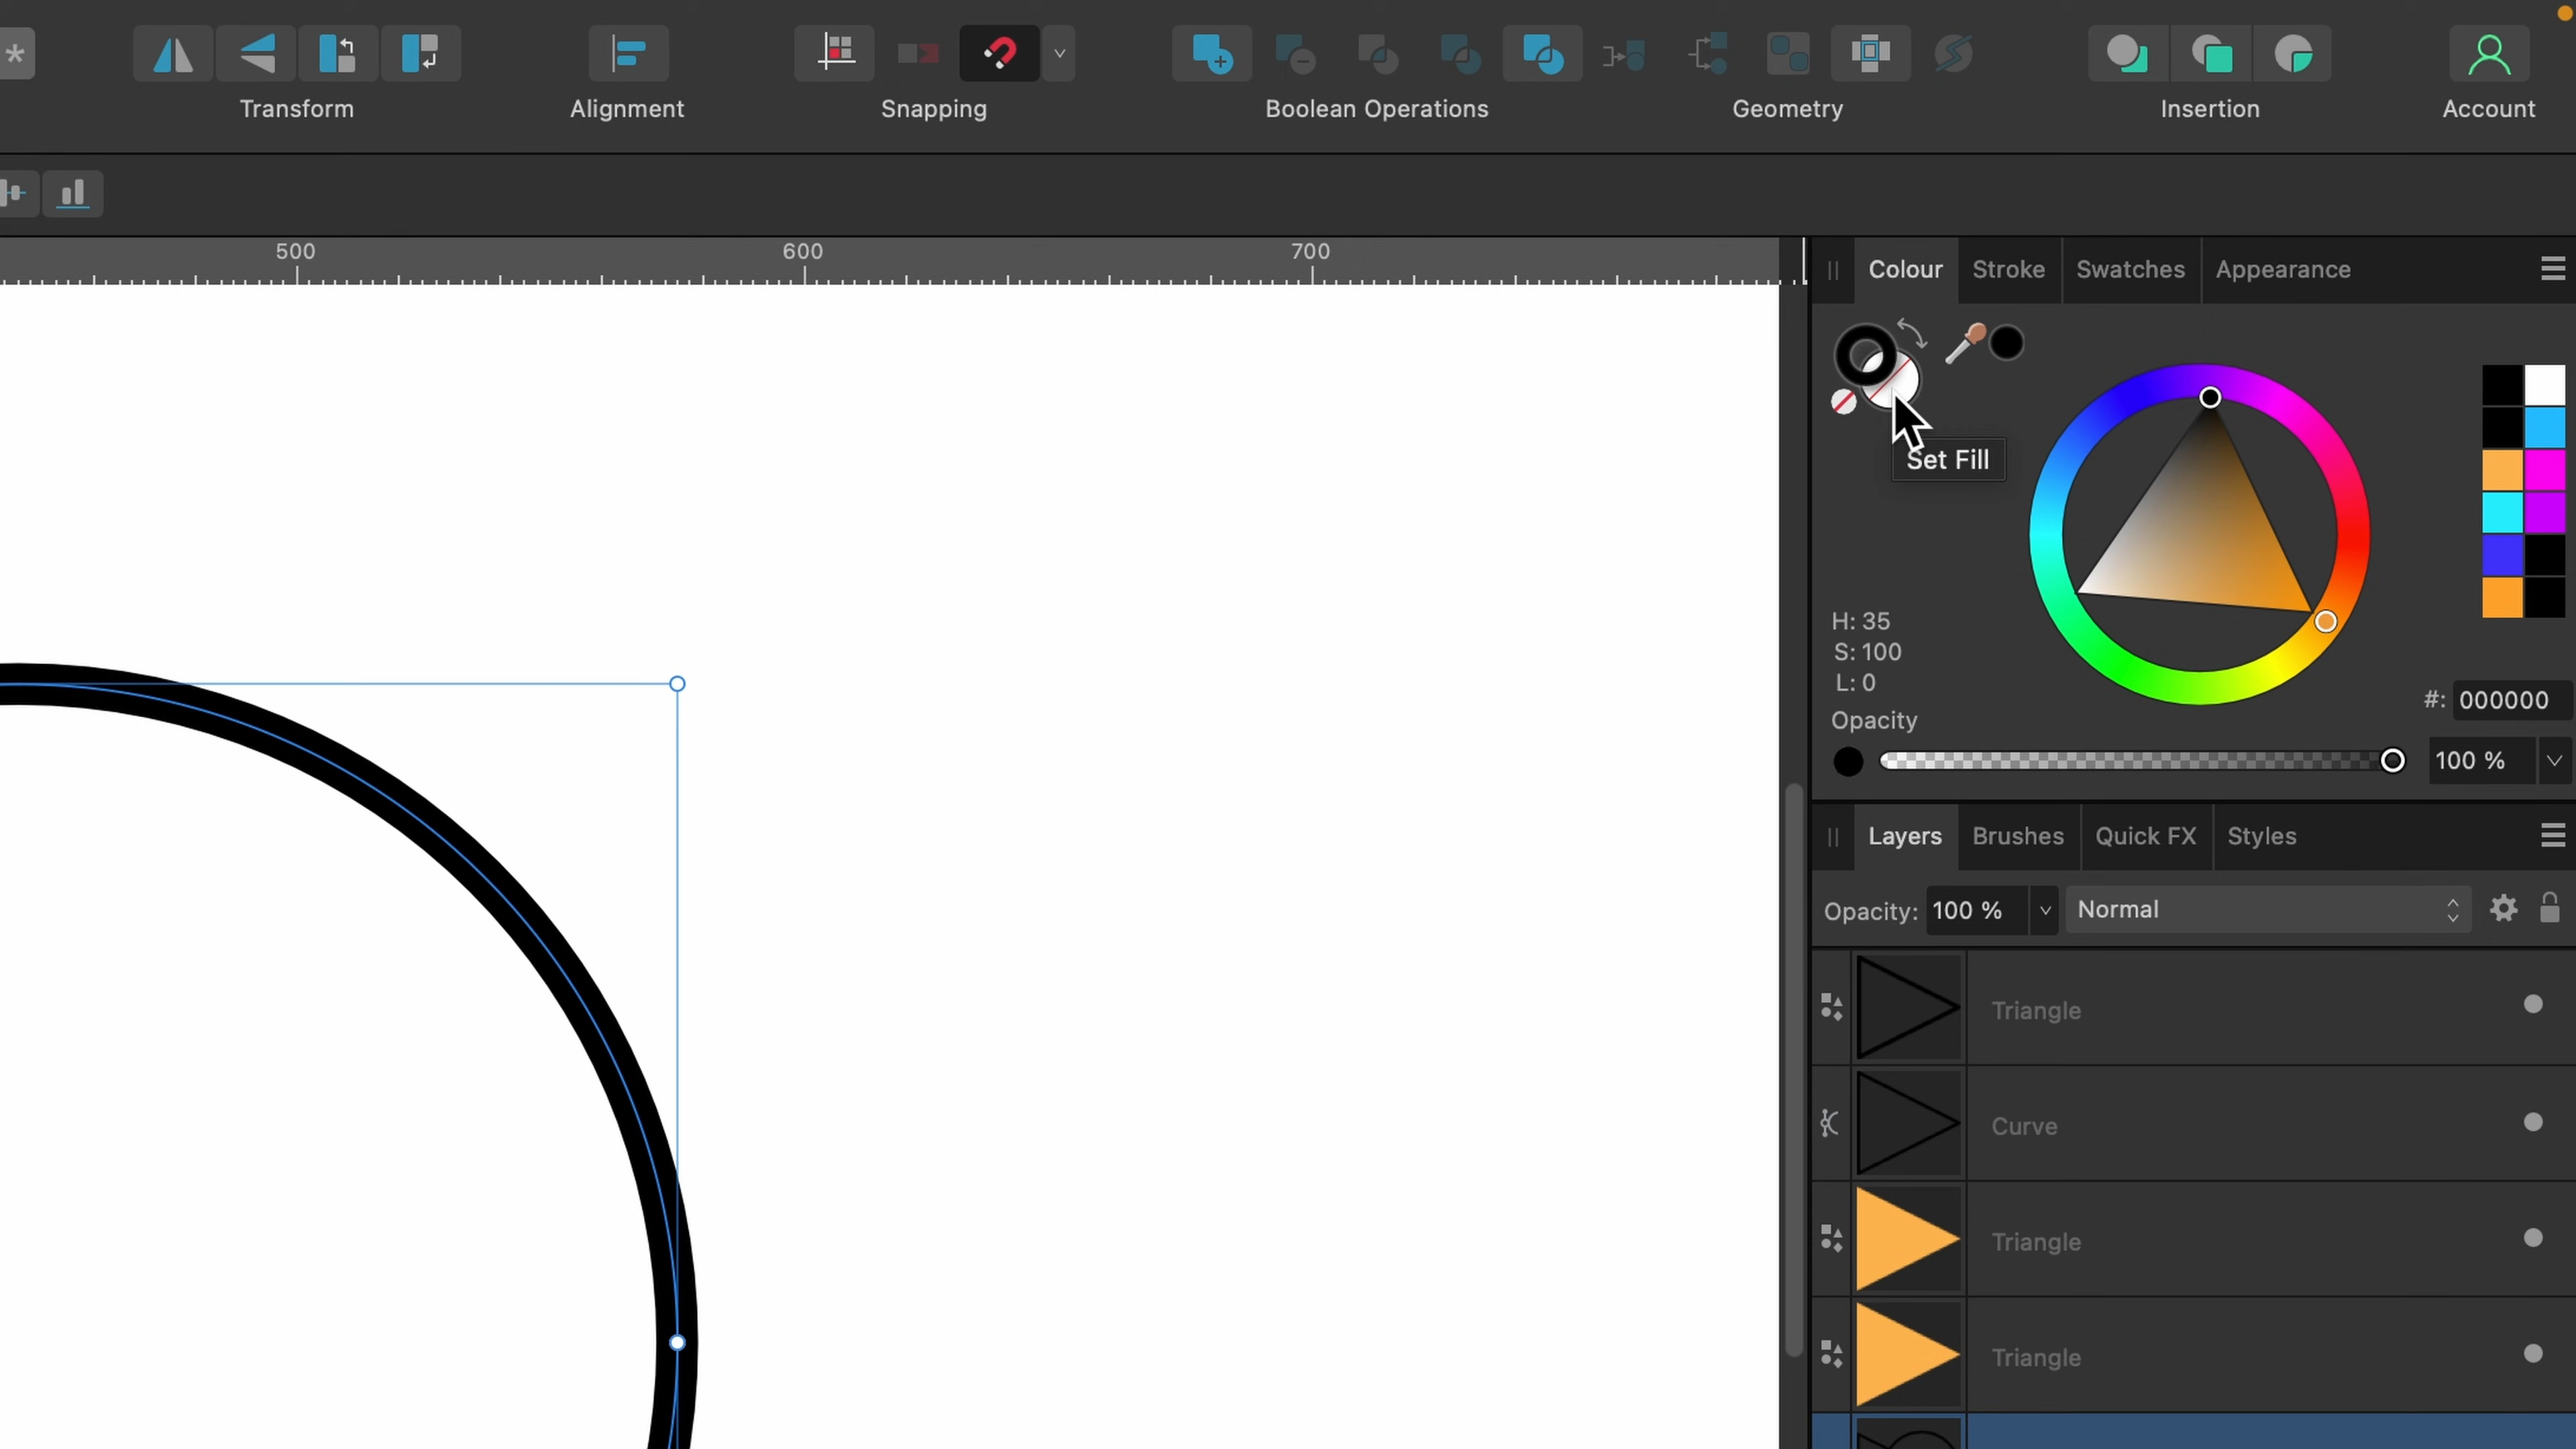 Transform
Alignment
Snapping
Boolean Operations
Geometry
Insertion
Account
500
600
700
Colour
Stroke
Swatches
Appearance
Set Fill
H: 35
S: 100
L: 0
#: 000000
Opacity
100 %
Layers
Brushes
Quick FX
Styles
Opacity: 100 %
Normal
Triangle
Curve
Triangle
Triangle